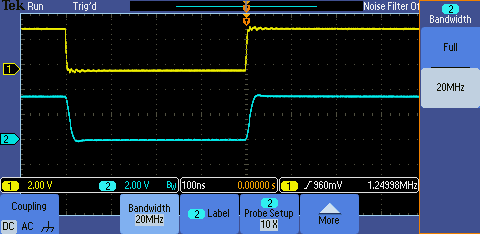 Tek Run Trig'd Noise Filter Of
2
Bandwidth
Full
20MHz
1
2
1 2.00 V 2 2.00 V BW 100ns 0.00000 s 1 960mV 1.24998MHz
Coupling
DC AC
Bandwidth
20MHz
2 Label
2
Probe Setup
10 X
More